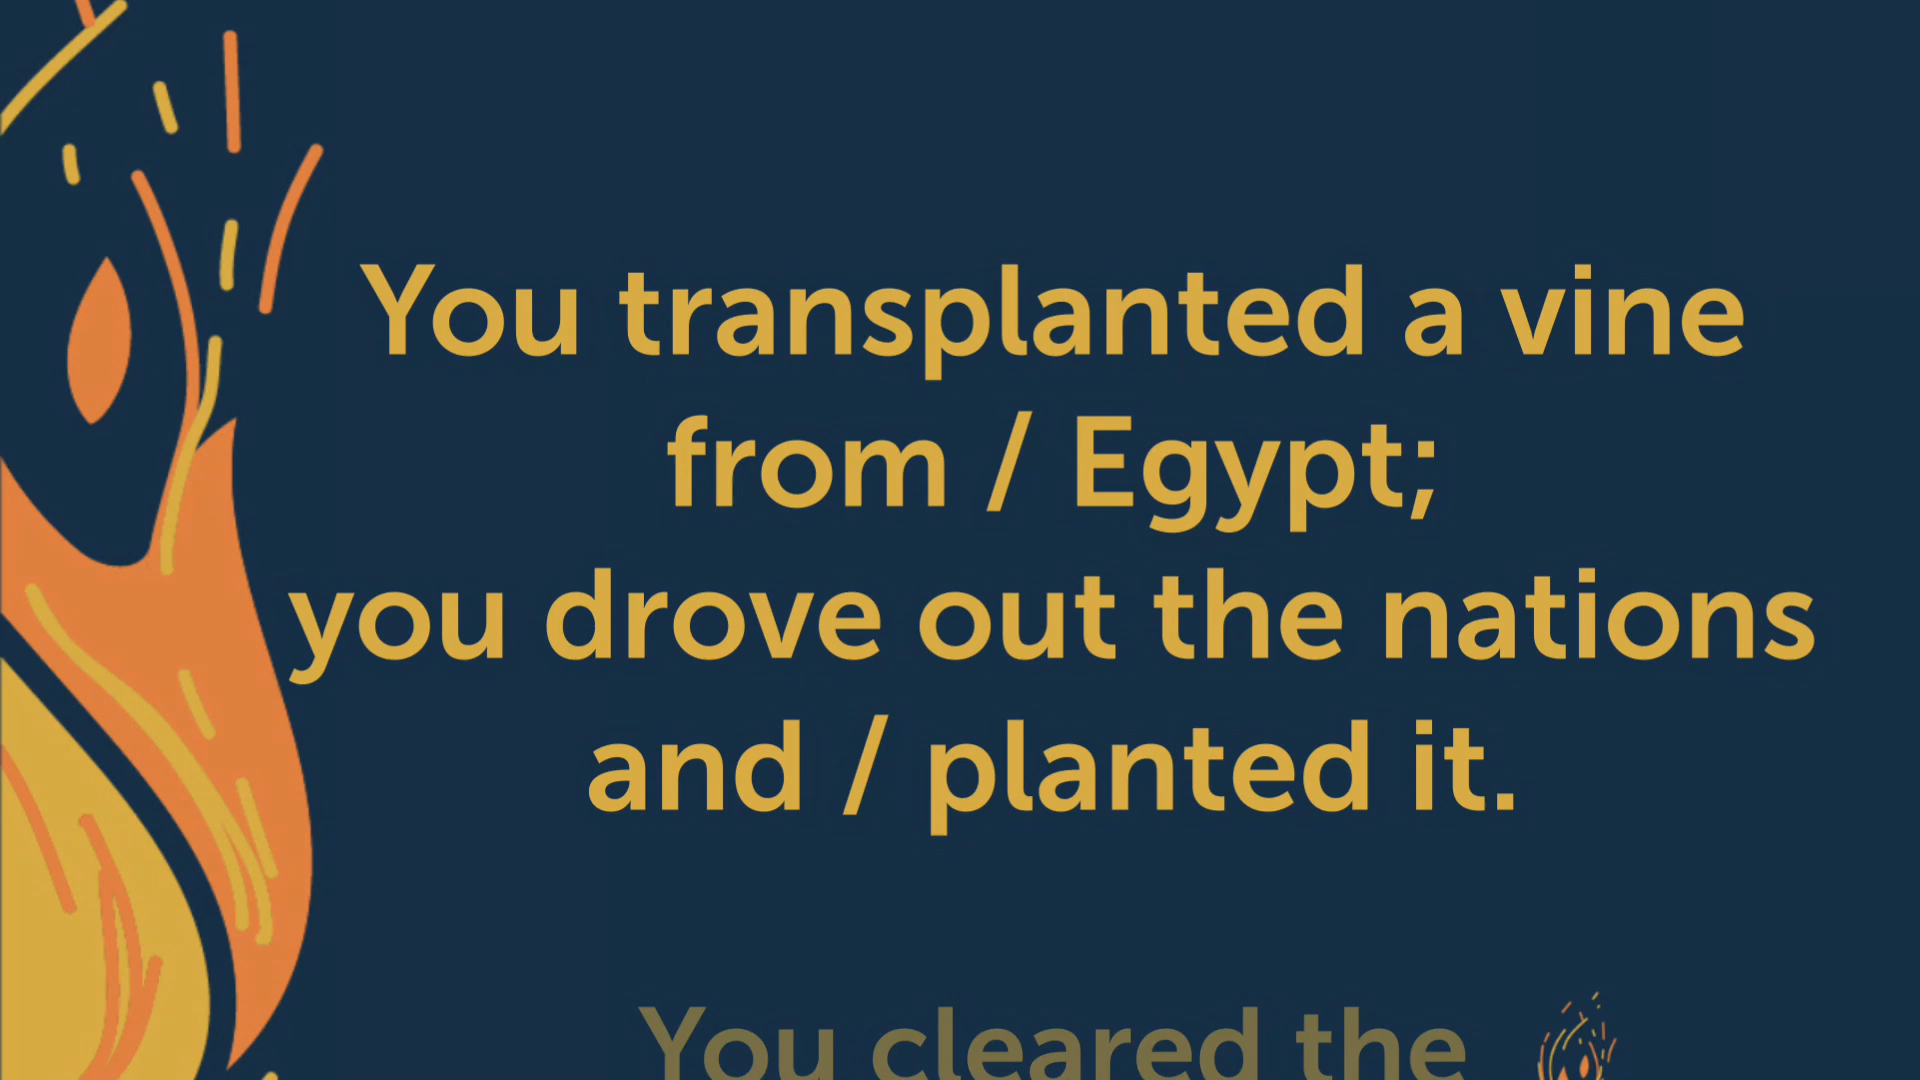 You transplanted a vine
from / Egypt;
you drove out the nations
and / planted it.
You cleared the